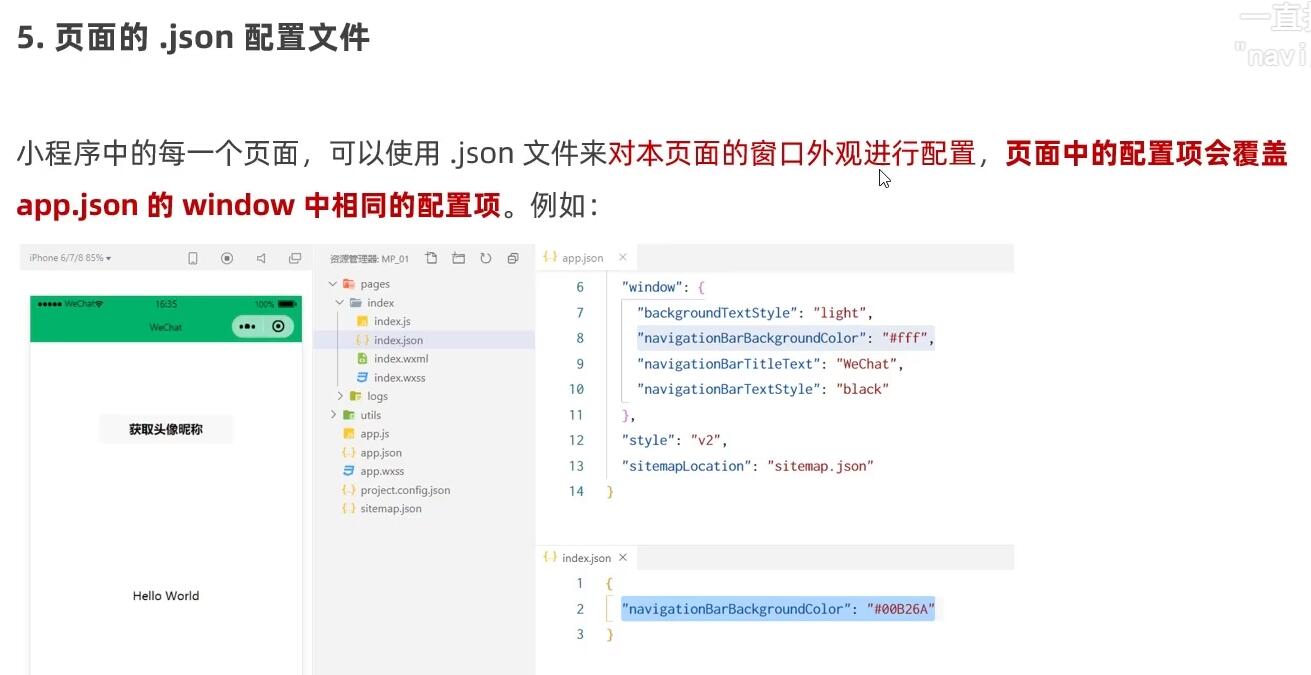 5. 页面的 .json 配置文件
一直
"navi
小程序中的每一个页面，可以使用 .json 文件来对本页面的窗口外观进行配置，页面中的配置项会覆盖
app.json 的 window 中相同的配置项。例如：
iPhone 6/7/8 85%
WeChat
16:35
100%
WeChat
获取头像昵称
Hello World
资源管理器: MP_01
pages
index
index.js
index.json
index.wxml
index.wxss
logs
utils
app.js
app.json
app.wxss
project.config.json
sitemap.json
app.json
6 "window": {
7 "backgroundTextStyle": "light",
8 "navigationBarBackgroundColor": "#fff",
9 "navigationBarTitleText": "WeChat",
10 "navigationBarTextStyle": "black"
11 },
12 "style": "v2",
13 "sitemapLocation": "sitemap.json"
14 }
index.json
1 {
2 "navigationBarBackgroundColor": "#00B26A"
3 }